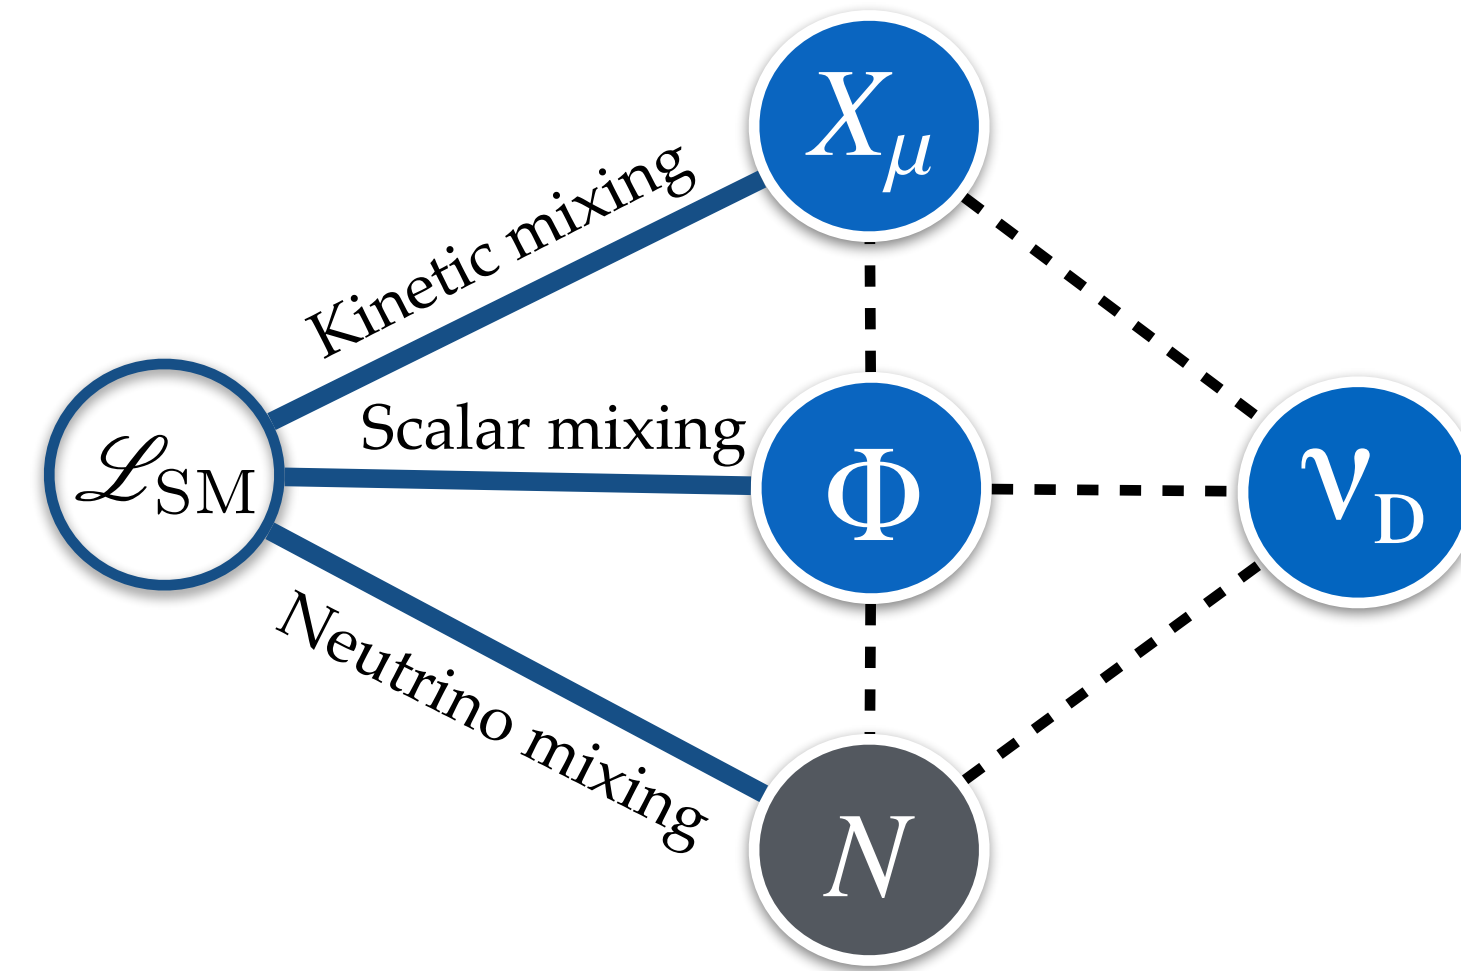 X_μ
Kinetic mixing
Scalar mixing
ℒ_SM
Φ
ν_D
Neutrino mixing
N